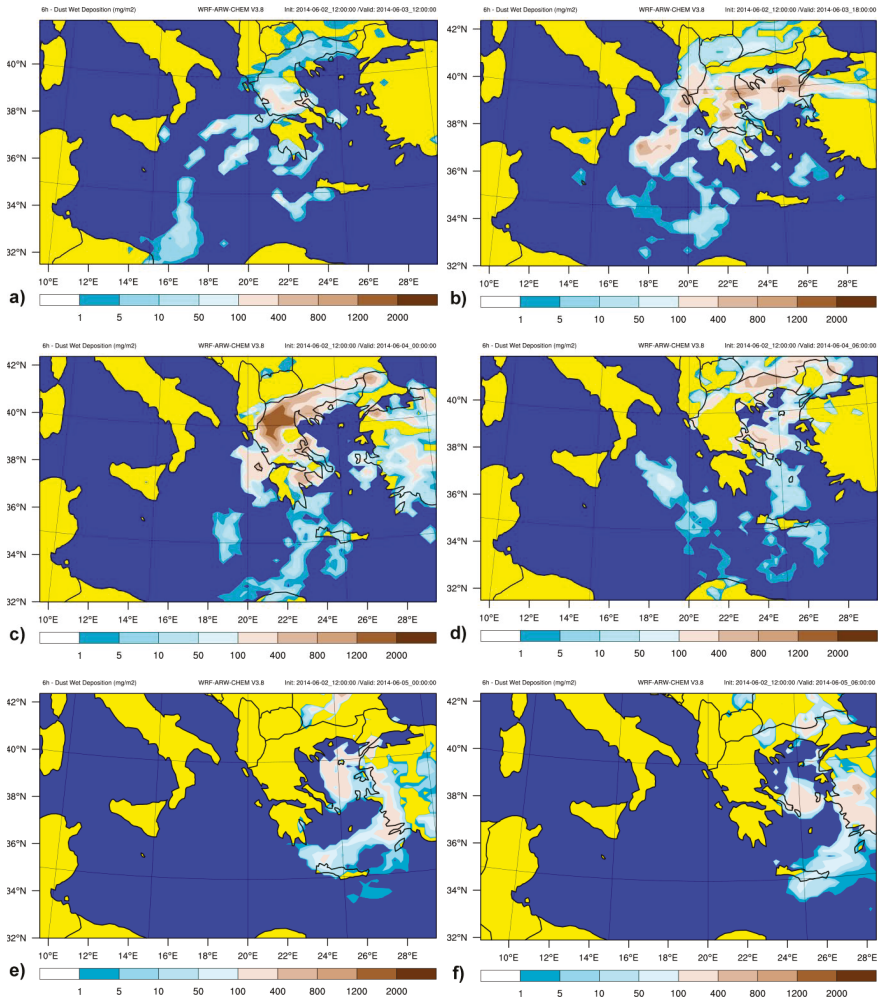 6h - Dust Wet Deposition (mg/m2) WRF-ARW-CHEM V3.8 Init: 2014-06-02_12:00:00 /Valid: 2014-06-03_12:00:00
40°N
38°N
36°N
34°N
32°N
10°E 12°E 14°E 16°E 18°E 20°E 22°E 24°E 26°E 28°E
a)
1 5 10 50 100 400 800 1200 2000
6h - Dust Wet Deposition (mg/m2) WRF-ARW-CHEM V3.8 Init: 2014-06-02_12:00:00 /Valid: 2014-06-03_18:00:00
42°N
40°N
38°N
36°N
34°N
32°N
10°E 12°E 14°E 16°E 18°E 20°E 22°E 24°E 26°E 28°E
b)
1 5 10 50 100 400 800 1200 2000
6h - Dust Wet Deposition (mg/m2) WRF-ARW-CHEM V3.8 Init: 2014-06-02_12:00:00 /Valid: 2014-06-04_00:00:00
42°N
40°N
38°N
36°N
34°N
32°N
10°E 12°E 14°E 16°E 18°E 20°E 22°E 24°E 26°E 28°E
c)
1 5 10 50 100 400 800 1200 2000
6h - Dust Wet Deposition (mg/m2) WRF-ARW-CHEM V3.8 Init: 2014-06-02_12:00:00 /Valid: 2014-06-04_06:00:00
42°N
40°N
38°N
36°N
34°N
32°N
10°E 12°E 14°E 16°E 18°E 20°E 22°E 24°E 26°E 28°E
d)
1 5 10 50 100 400 800 1200 2000
6h - Dust Wet Deposition (mg/m2) WRF-ARW-CHEM V3.8 Init: 2014-06-02_12:00:00 /Valid: 2014-06-05_00:00:00
42°N
40°N
38°N
36°N
34°N
32°N
10°E 12°E 14°E 16°E 18°E 20°E 22°E 24°E 26°E 28°E
e)
1 5 10 50 100 400 800 1200 2000
6h - Dust Wet Deposition (mg/m2) WRF-ARW-CHEM V3.8 Init: 2014-06-02_12:00:00 /Valid: 2014-06-05_06:00:00
42°N
40°N
38°N
36°N
34°N
32°N
10°E 12°E 14°E 16°E 18°E 20°E 22°E 24°E 26°E 28°E
f)
1 5 10 50 100 400 800 1200 2000